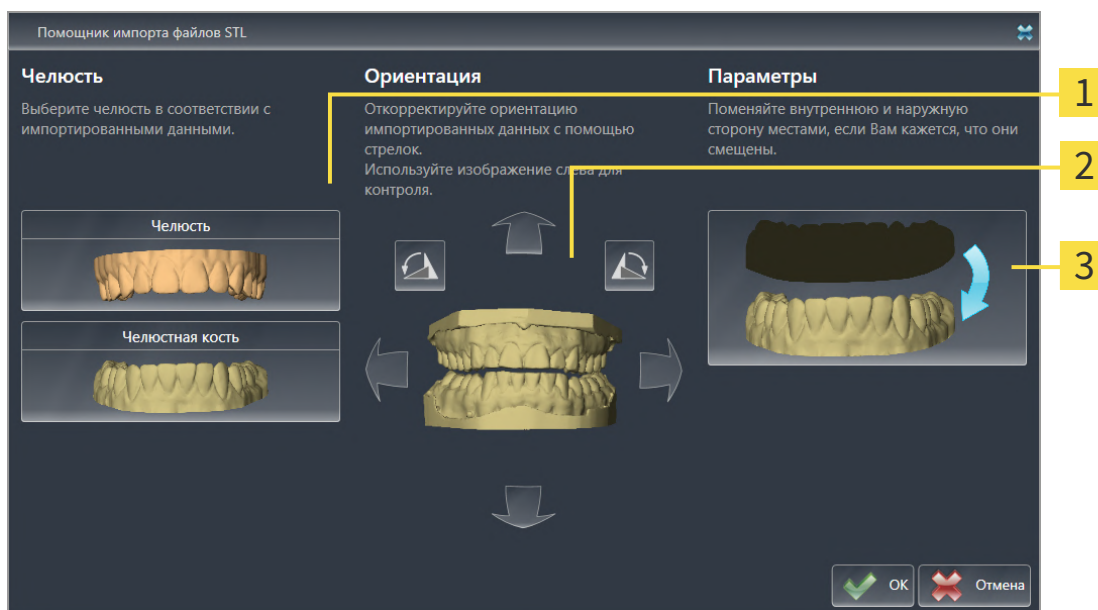 Помощник импорта файлов STL
Челюсть
Выберите челюсть в соответствии с
импортированными данными.
Челюсть
Челюстная кость
Ориентация
Откорректируйте ориентацию
импортированных данных с помощью
стрелок.
Используйте изображение слева для
контроля.
Параметры
Поменяйте внутреннюю и наружную
сторону местами, если Вам кажется, что они
смещены.
1
2
3
OK
Отмена